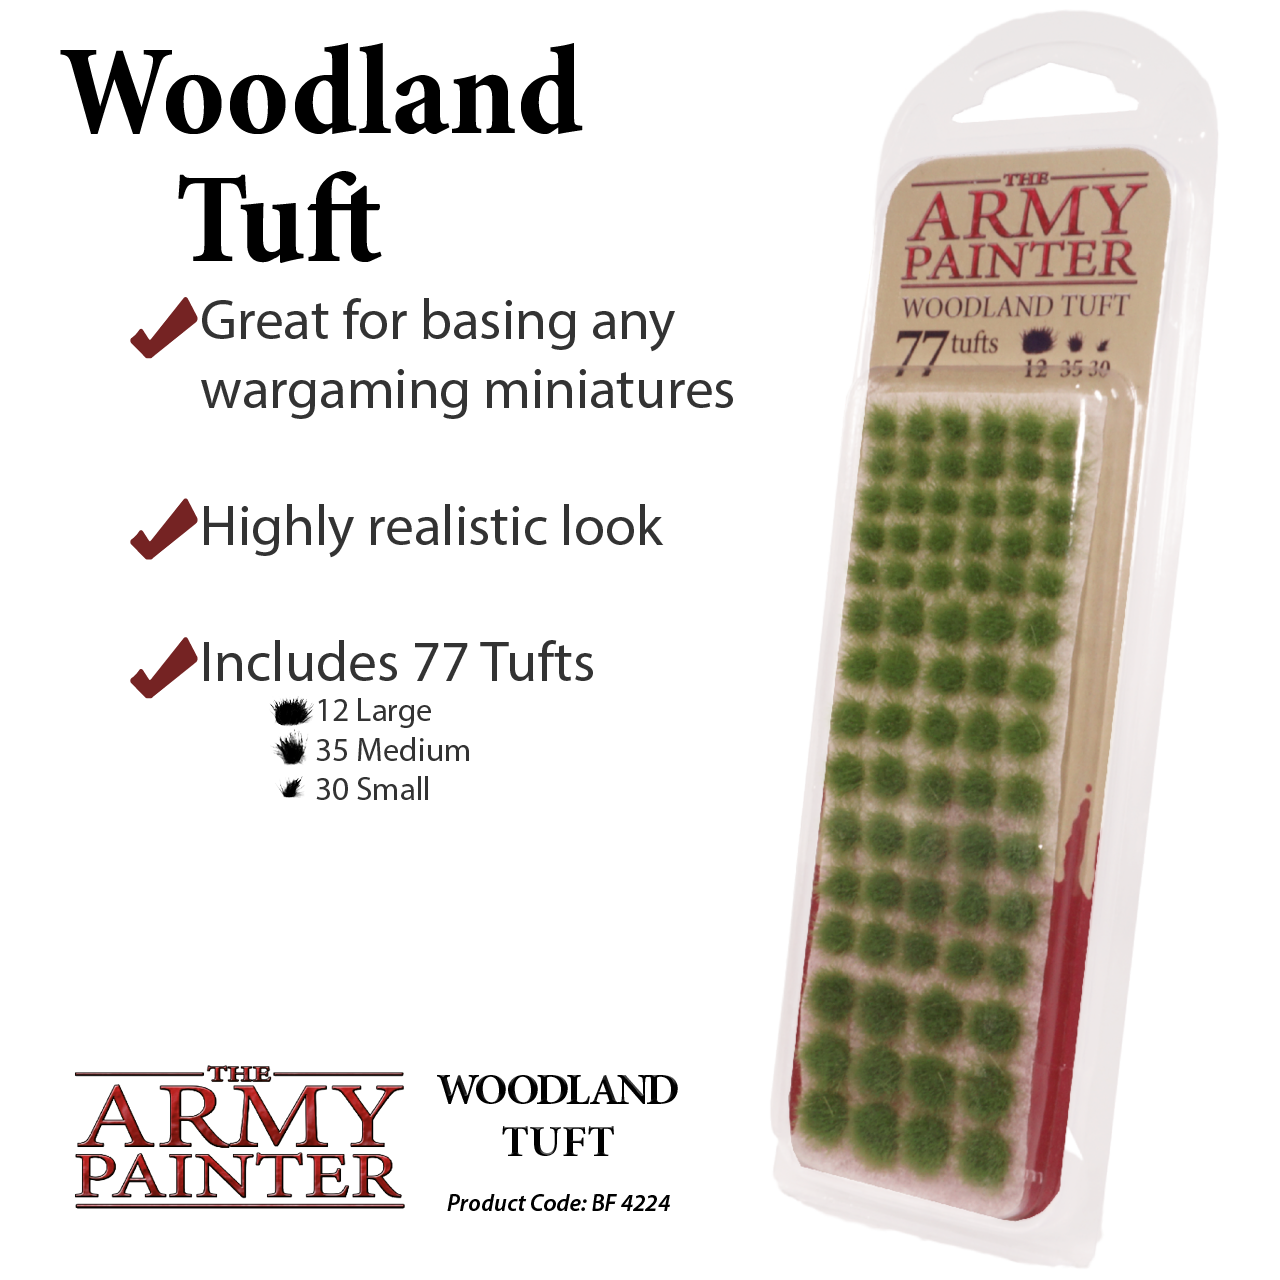 Woodland
Tuft
Great for basing any
wargaming miniatures
Highly realistic look
Includes 77 Tufts
12 Large
35 Medium
30 Small
THE
ARMY
PAINTER
WOODLAND
TUFT
Product Code: BF 4224
THE
ARMY
PAINTER
WOODLAND TUFT
77 tufts
12 35 30